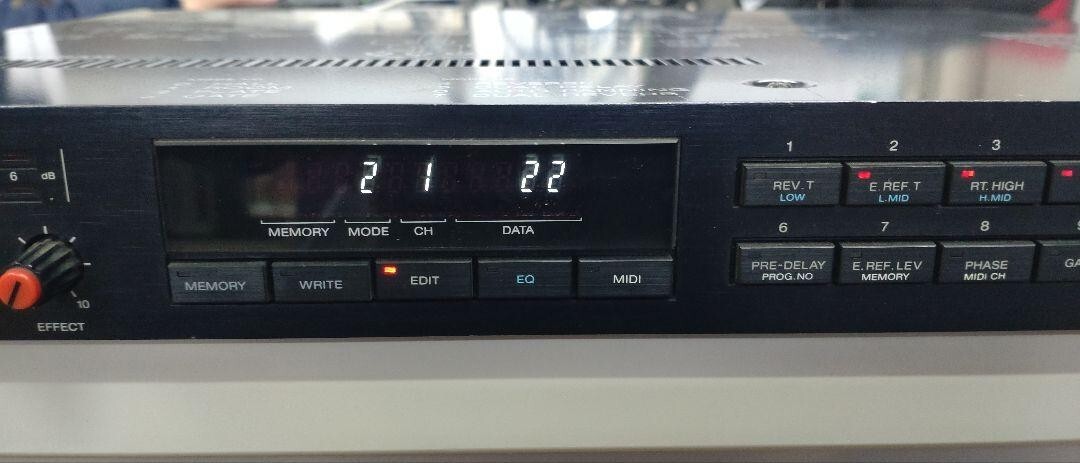 6 dB
10
EFFECT
2 1 22
MEMORY MODE CH DATA
MEMORY WRITE EDIT EQ MIDI
1 2 3
REV. T E. REF. T RT. HIGH
LOW L. MID H. MID
6 7 8
PRE-DELAY E. REF. LEV PHASE
PROG. NO MEMORY MIDI CH